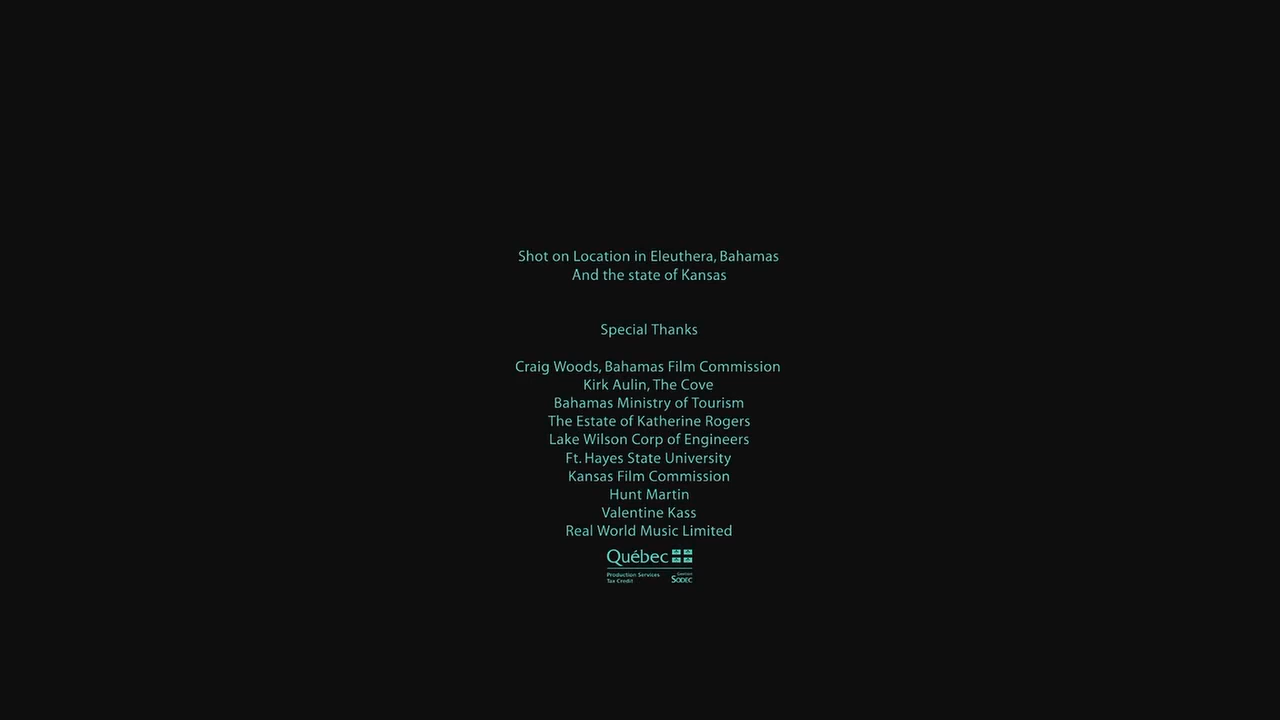 Shot on Location in Eleuthera, Bahamas
And the state of Kansas
Special Thanks
Craig Woods, Bahamas Film Commission
Kirk Aulin, The Cove
Bahamas Ministry of Tourism
The Estate of Katherine Rogers
Lake Wilson Corp of Engineers
Ft. Hayes State University
Kansas Film Commission
Hunt Martin
Valentine Kass
Real World Music Limited
Québec
Production Services
Tax Credit
SODEC